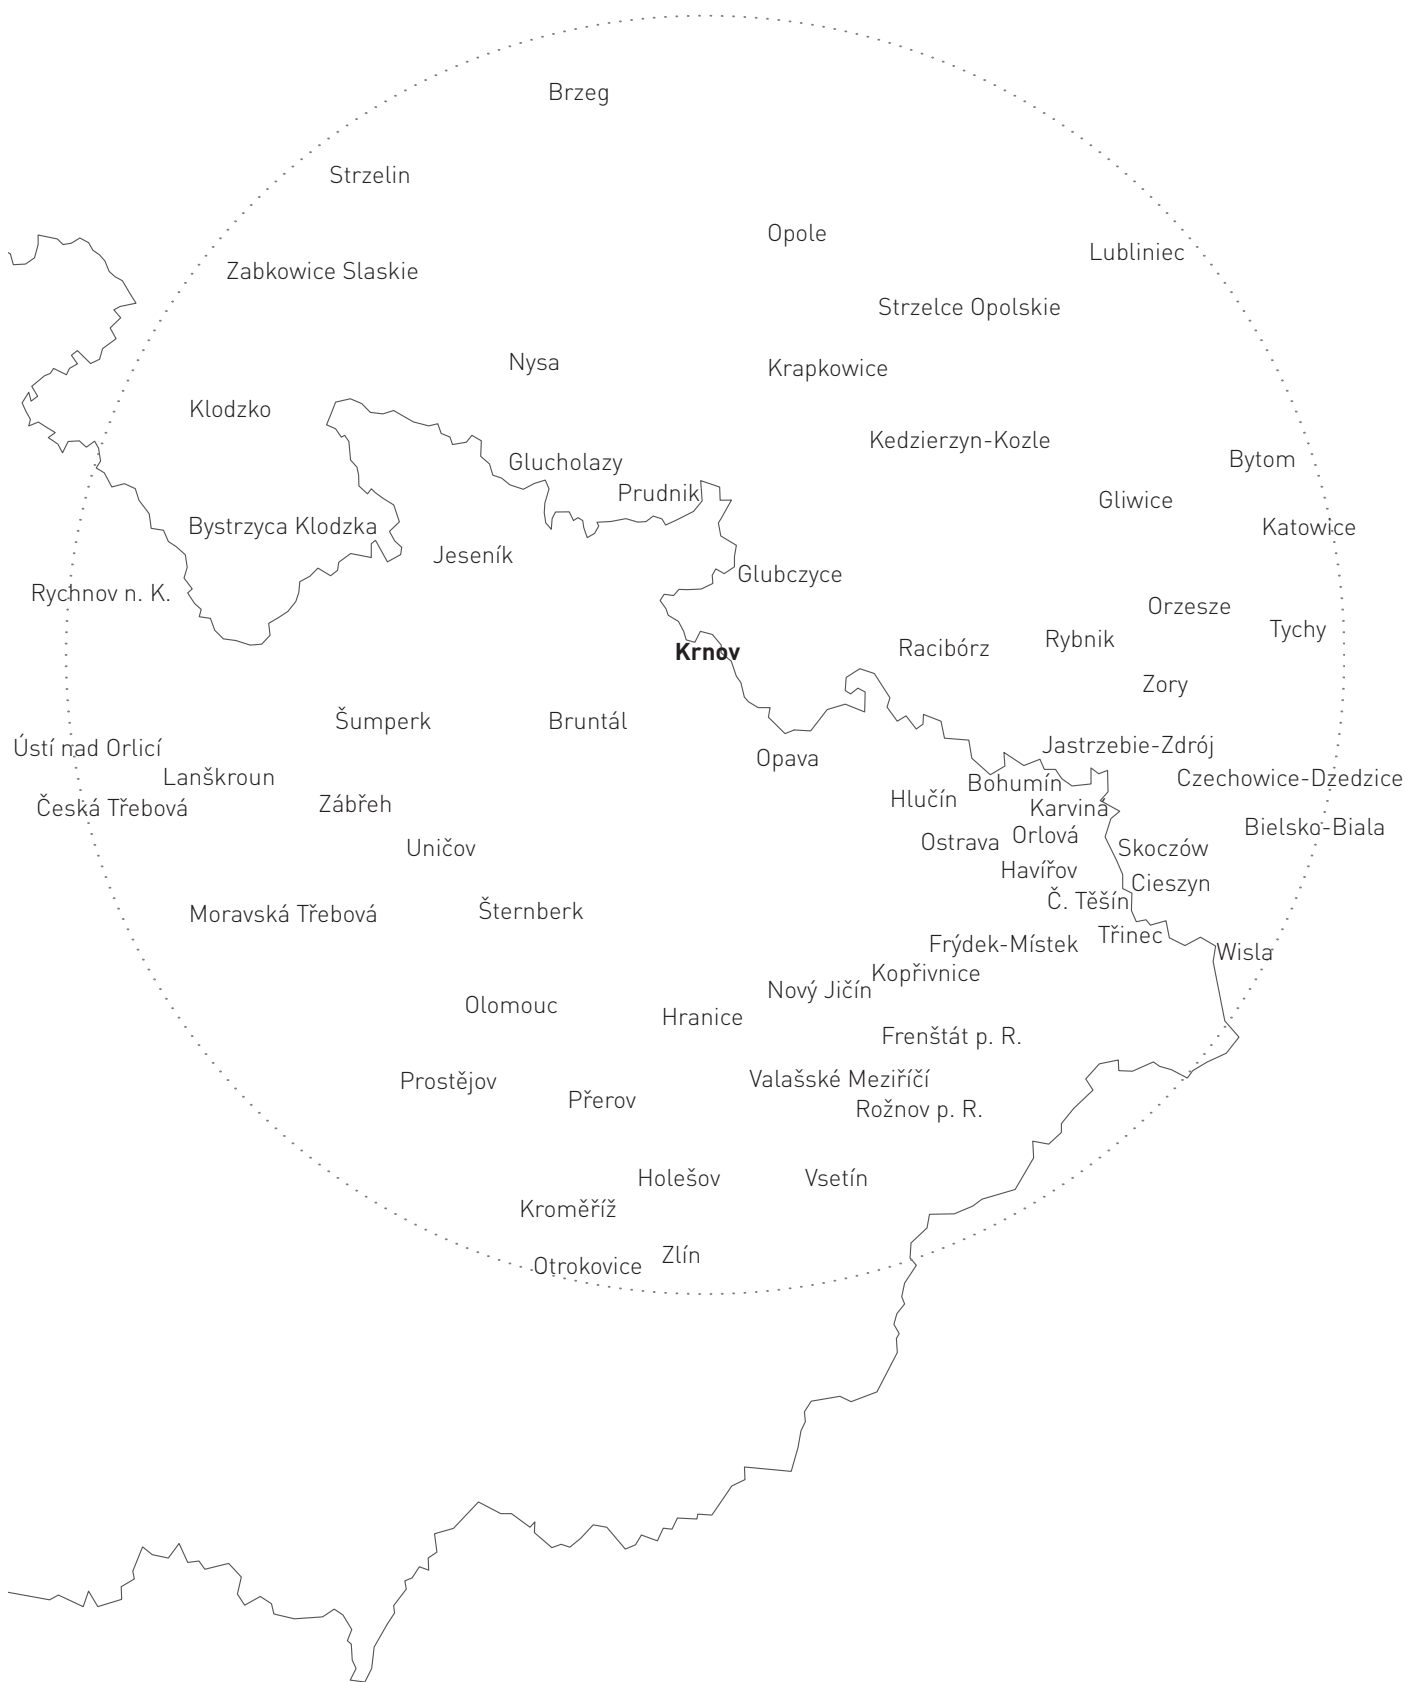 Brzeg
Strzelin
Opole
Lubliniec
Zabkowice Slaskie
Strzelce Opolskie
Nysa
Krapkowice
Klodzko
Kedzierzyn-Kozle
Bytom
Glucholazy
Prudnik
Gliwice
Bystrzyca Klodzka
Katowice
Jeseník
Glubczyce
Rychnov n. K.
Orzesze
Tychy
Rybnik
Racibórz
Krnov
Zory
Šumperk
Bruntál
Ústí nad Orlicí
Jastrzebie-Zdrój
Opava
Lanškroun
Czechowice-Dzedzice
Bohumín
Hlučín
Zábřeh
Česká Třebová
Karviná
Bielsko-Biala
Orlová
Ostrava
Uničov
Skoczów
Havířov
Cieszyn
Č. Těšín
Šternberk
Moravská Třebová
Třinec
Frýdek-Místek
Wisla
Kopřivnice
Nový Jičín
Olomouc
Hranice
Frenštát p. R.
Valašské Meziříčí
Prostějov
Přerov
Rožnov p. R.
Holešov
Vsetín
Kroměříž
Zlín
Otrokovice